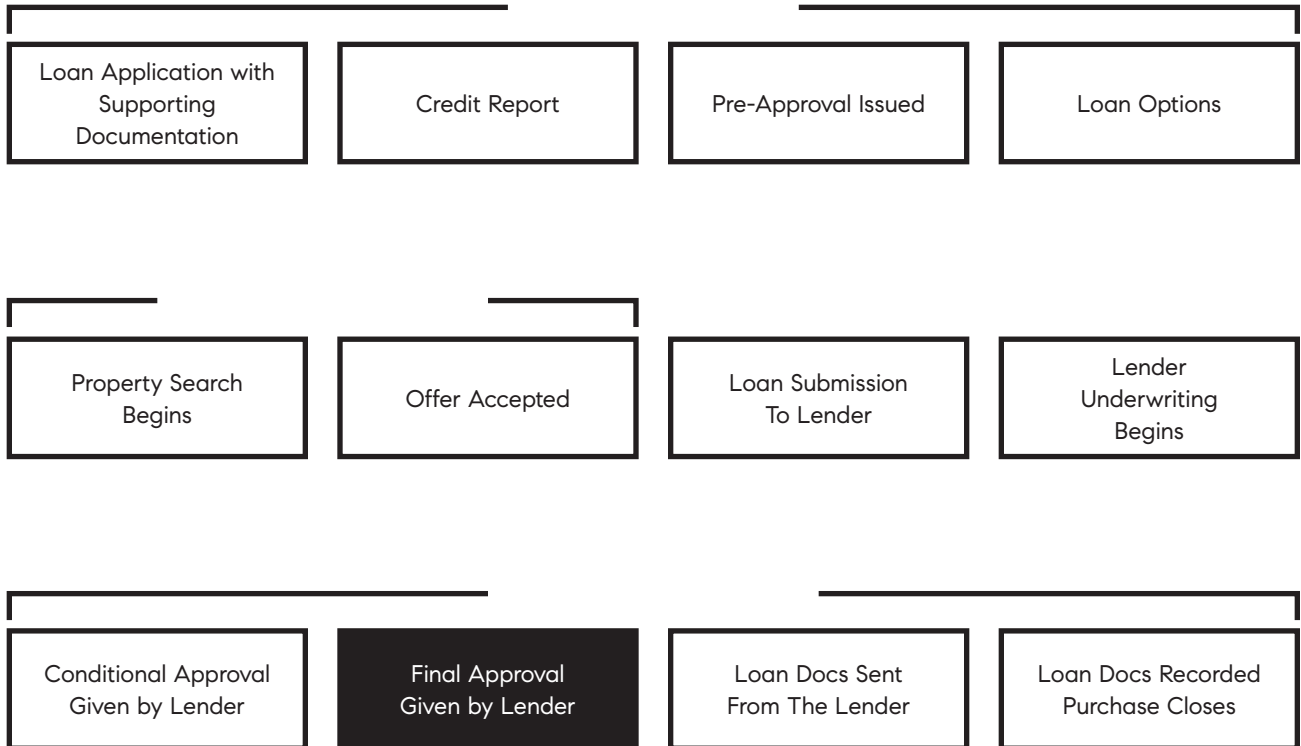 Loan Application with
Supporting
Documentation
Credit Report
Pre-Approval Issued
Loan Options
Property Search
Begins
Offer Accepted
Loan Submission
To Lender
Lender
Underwriting
Begins
Conditional Approval
Given by Lender
Final Approval
Given by Lender
Loan Docs Sent
From The Lender
Loan Docs Recorded
Purchase Closes